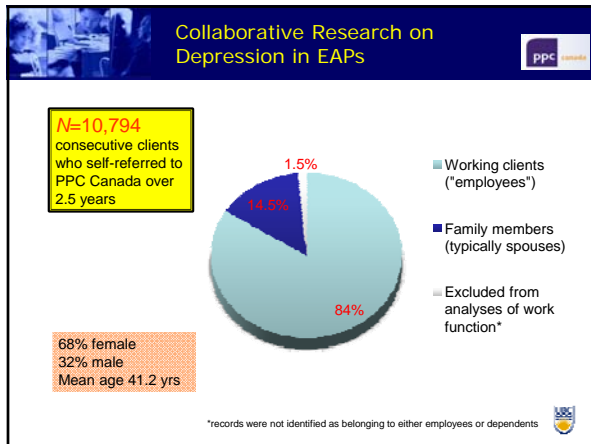 Collaborative Research on
Depression in EAPs
ppc canada
N=10,794
consecutive clients
who self-referred to
PPC Canada over
2.5 years
1.5%
14.5%
84%
Working clients
("employees")
Family members
(typically spouses)
Excluded from
analyses of work
function*
68% female
32% male
Mean age 41.2 yrs
*records were not identified as belonging to either employees or dependents
UBC